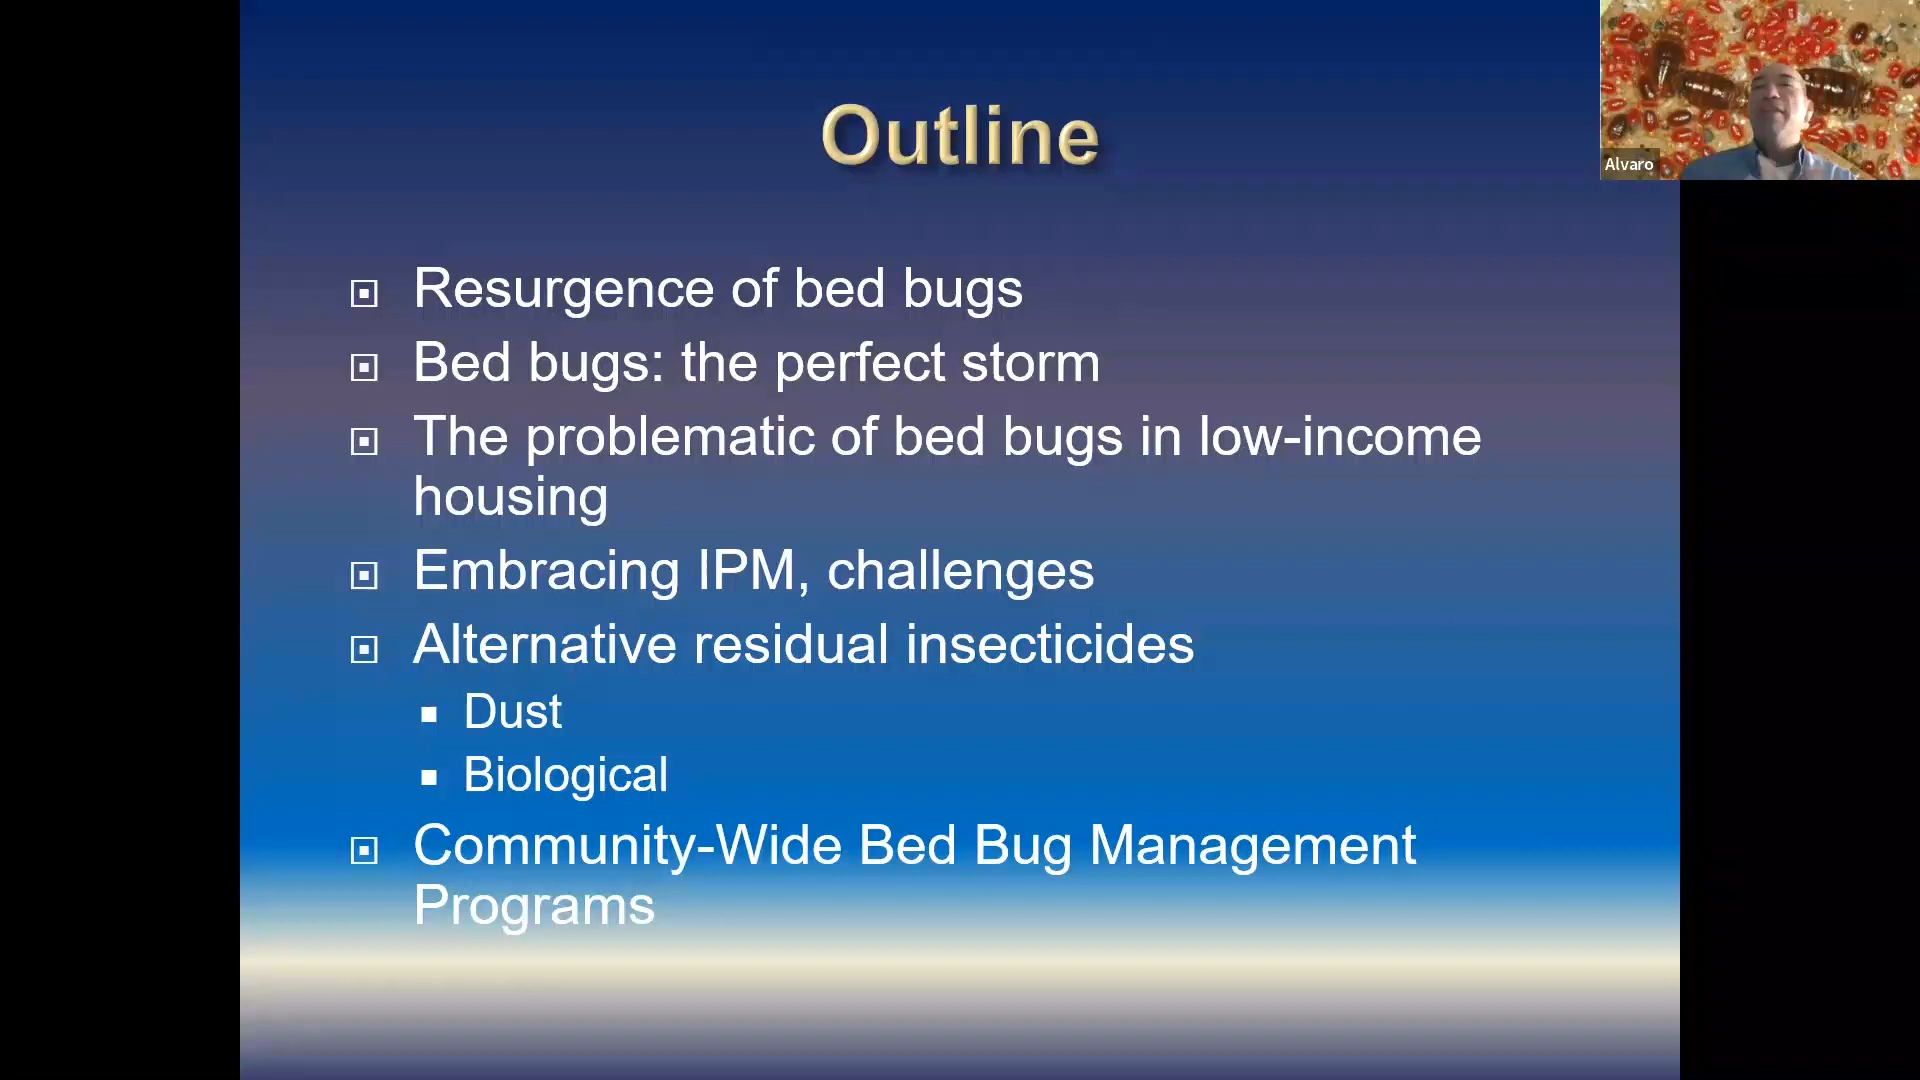 Outline
Alvaro
Resurgence of bed bugs
Bed bugs: the perfect storm
The problematic of bed bugs in low-income
housing
Embracing IPM, challenges
Alternative residual insecticides
Dust
Biological
Community-Wide Bed Bug Management
Programs